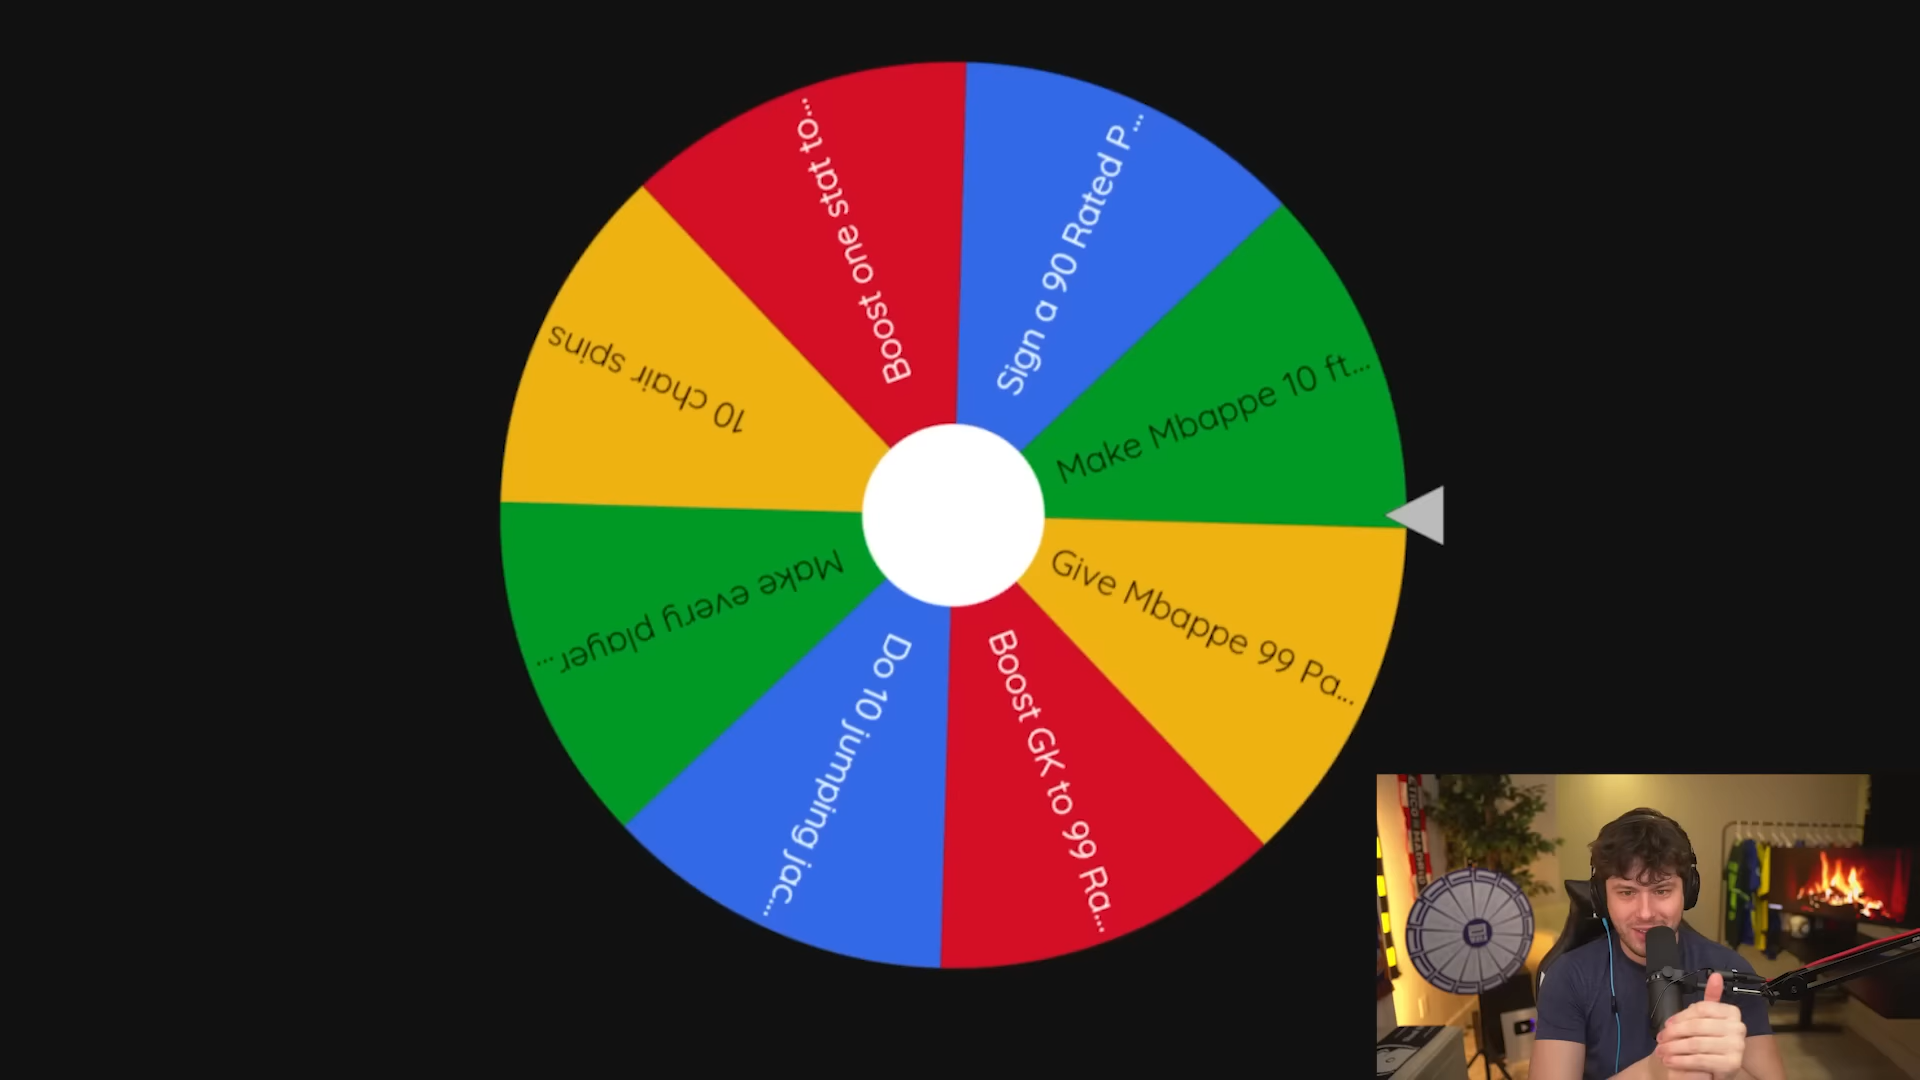 Boost one stat to...
Sign a 90 Rated P...
Make Mbappe 10 ft...
Give Mbappe 99 Pa...
Boost GK to 99 Ra...
Do 10 jumping jac...
Make every player ...
10 chair spins